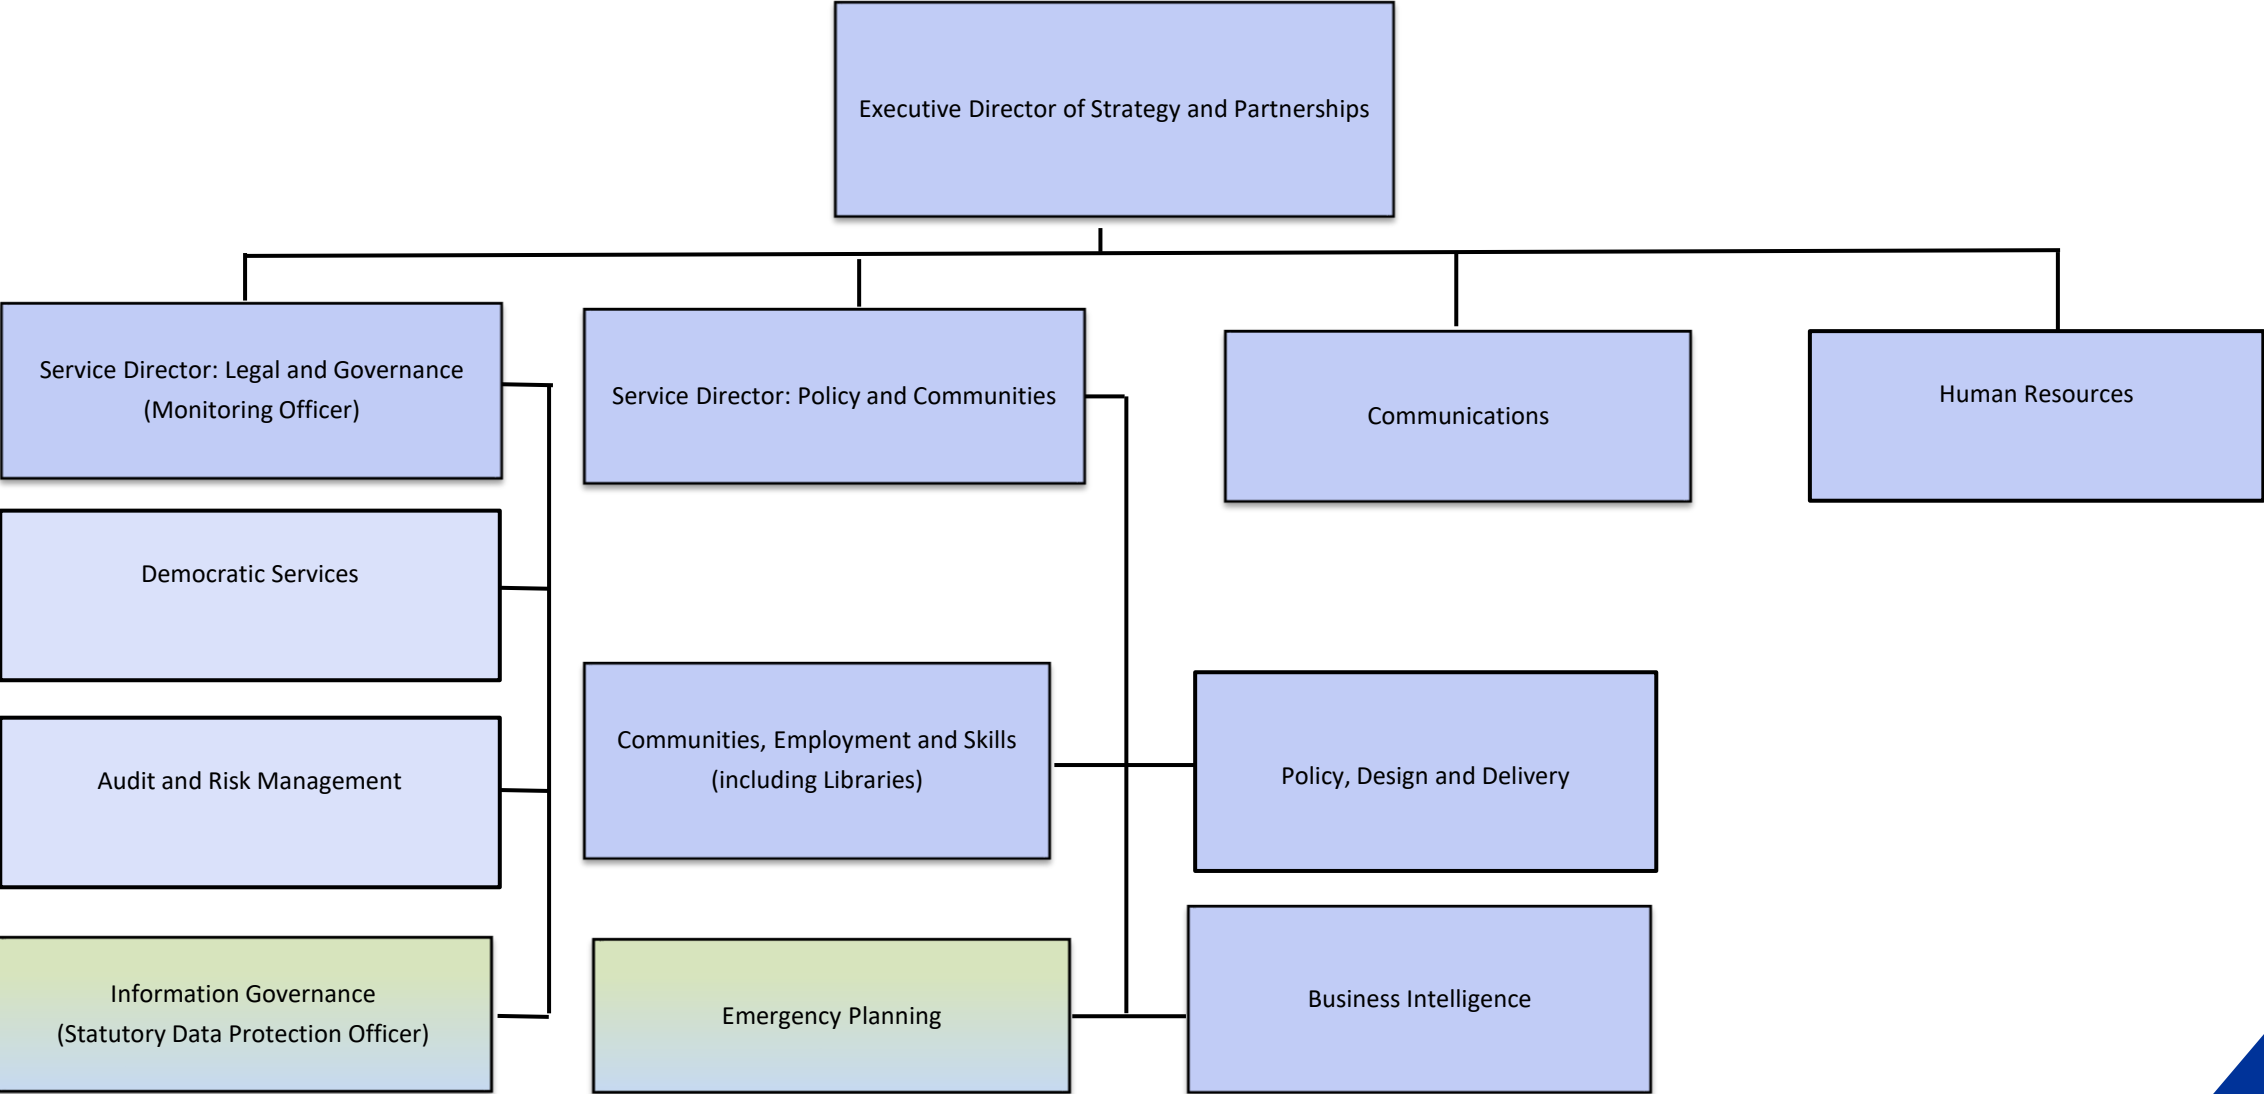 Executive Director of Strategy and Partnerships
Service Director: Legal and Governance
(Monitoring Officer)
Service Director: Policy and Communities
Communications
Human Resources
Democratic Services
Audit and Risk Management
Communities, Employment and Skills
(including Libraries)
Policy, Design and Delivery
Information Governance
(Statutory Data Protection Officer)
Emergency Planning
Business Intelligence